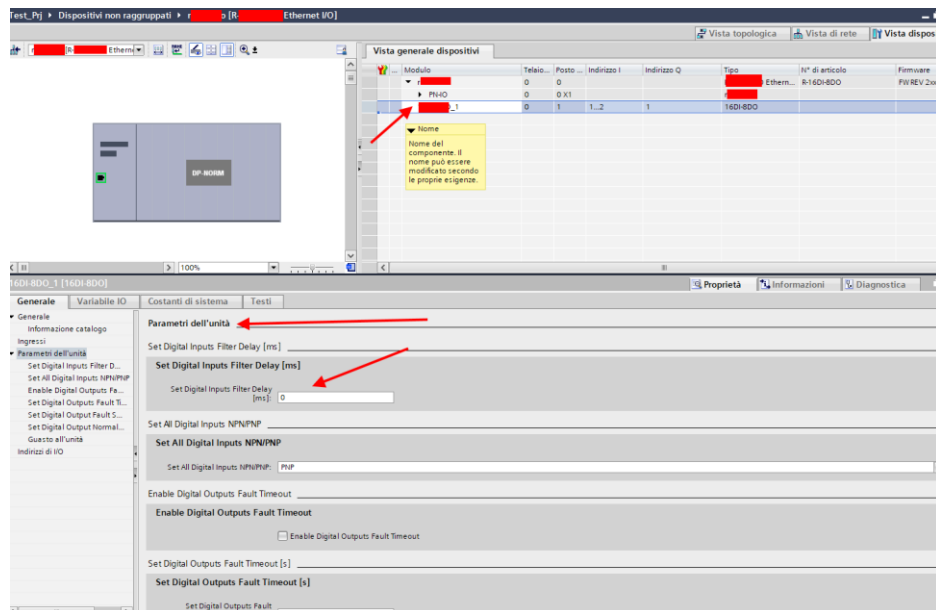 Test_Prj ▸ Dispositivi non raggruppati ▸ r o [R- Ethernet I/O]
Vista topologica Vista di rete Vista dispos
[R- Ethern
Vista generale dispositivi
... Modulo Telaio... Posto ... Indirizzo I Indirizzo Q Tipo N° di articolo Firmware
r 0 0 Ethern... R-16DI-8DO FW REV 2xx
PN-IO 0 0 X1 r
_1 0 1 1...2 1 16DI-8DO
Nome
Nome del
componente. Il
nome può essere
modificato secondo
le proprie esigenze.
DP-NORM
100%
16DI-8DO_1 [16DI-8DO]
Proprietà Informazioni Diagnostica
Generale Variabile IO Costanti di sistema Testi
Generale
Informazione catalogo
Ingressi
Parametri dell'unità
Set Digital Inputs Filter D...
Set All Digital Inputs NPN/PNP
Enable Digital Outputs Fa...
Set Digital Outputs Fault Ti...
Set Digital Output Fault S...
Set Digital Output Normal...
Guasto all'unità
Indirizzi di I/O
Parametri dell'unità
Set Digital Inputs Filter Delay [ms]
Set Digital Inputs Filter Delay [ms]
Set Digital Inputs Filter Delay
[ms]: 0
Set All Digital Inputs NPN/PNP
Set All Digital Inputs NPN/PNP
Set All Digital Inputs NPN/PNP: PNP
Enable Digital Outputs Fault Timeout
Enable Digital Outputs Fault Timeout
Enable Digital Outputs Fault Timeout
Set Digital Outputs Fault Timeout [s]
Set Digital Outputs Fault Timeout [s]
Set Digital Outputs Fault